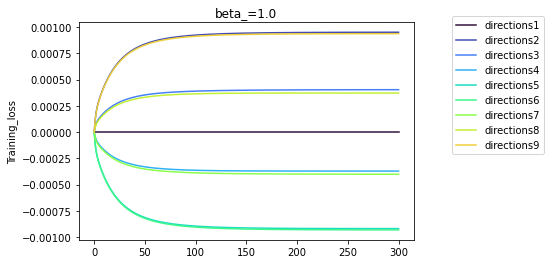 beta_=1.0
Training_loss
0.00100
0.00075
0.00050
0.00025
0.00000
−0.00025
−0.00050
−0.00075
−0.00100
0
50
100
150
200
250
300
directions1
directions2
directions3
directions4
directions5
directions6
directions7
directions8
directions9